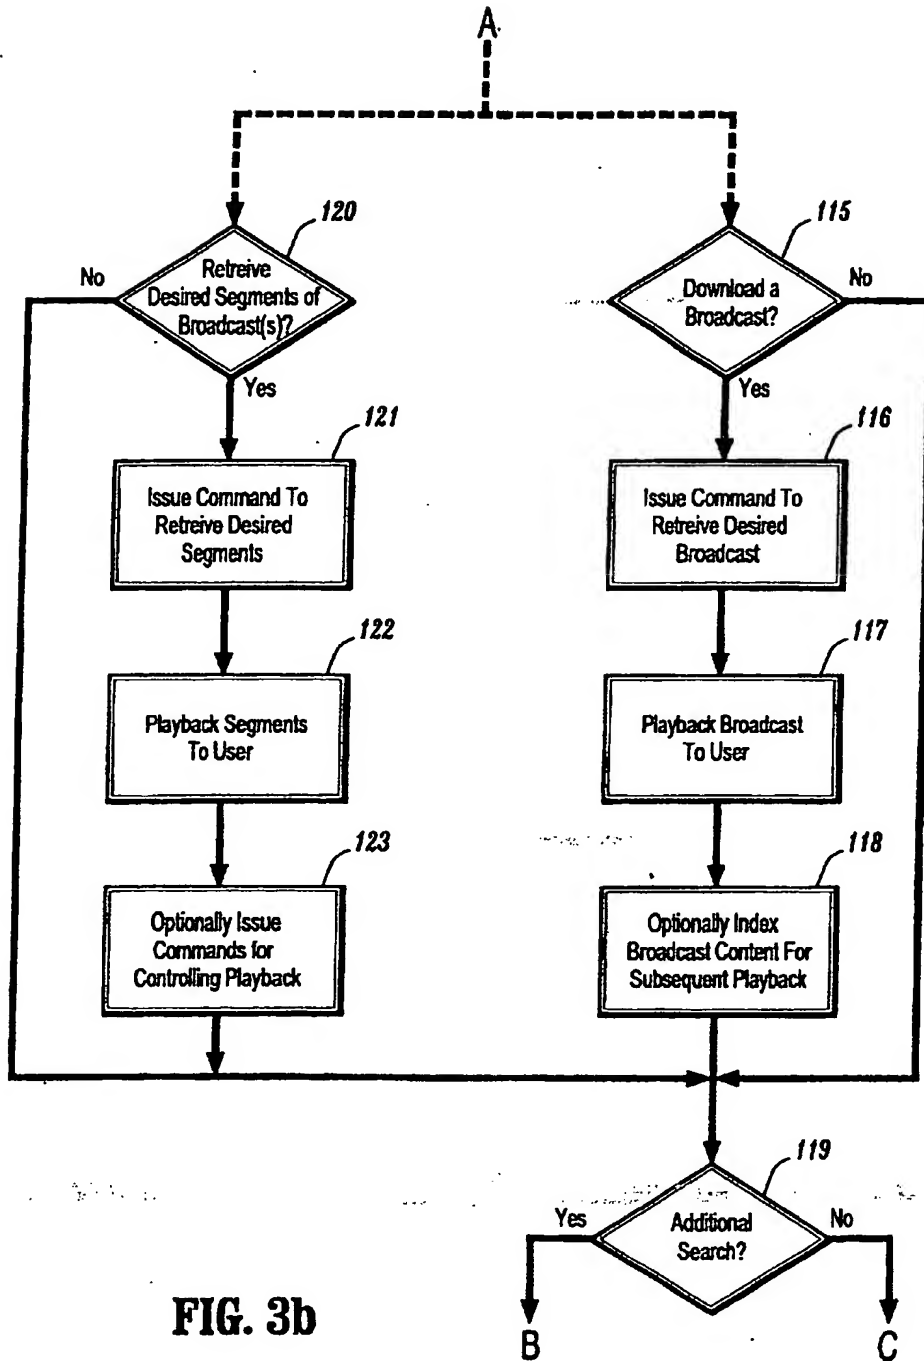 A
120
115
No
Retreive
Desired Segments of
Broadcast(s)?
Download a
Broadcast?
No
Yes
Yes
121
116
Issue Command To
Retreive Desired
Segments
Issue Command To
Retreive Desired
Broadcast
122
117
Playback Segments
To User
Playback Broadcast
To User
123
118
Optionally Issue
Commands for
Controlling Playback
Optionally Index
Broadcast Content For
Subsequent Playback
119
Yes
Additional
Search?
No
FIG. 3b
B
C